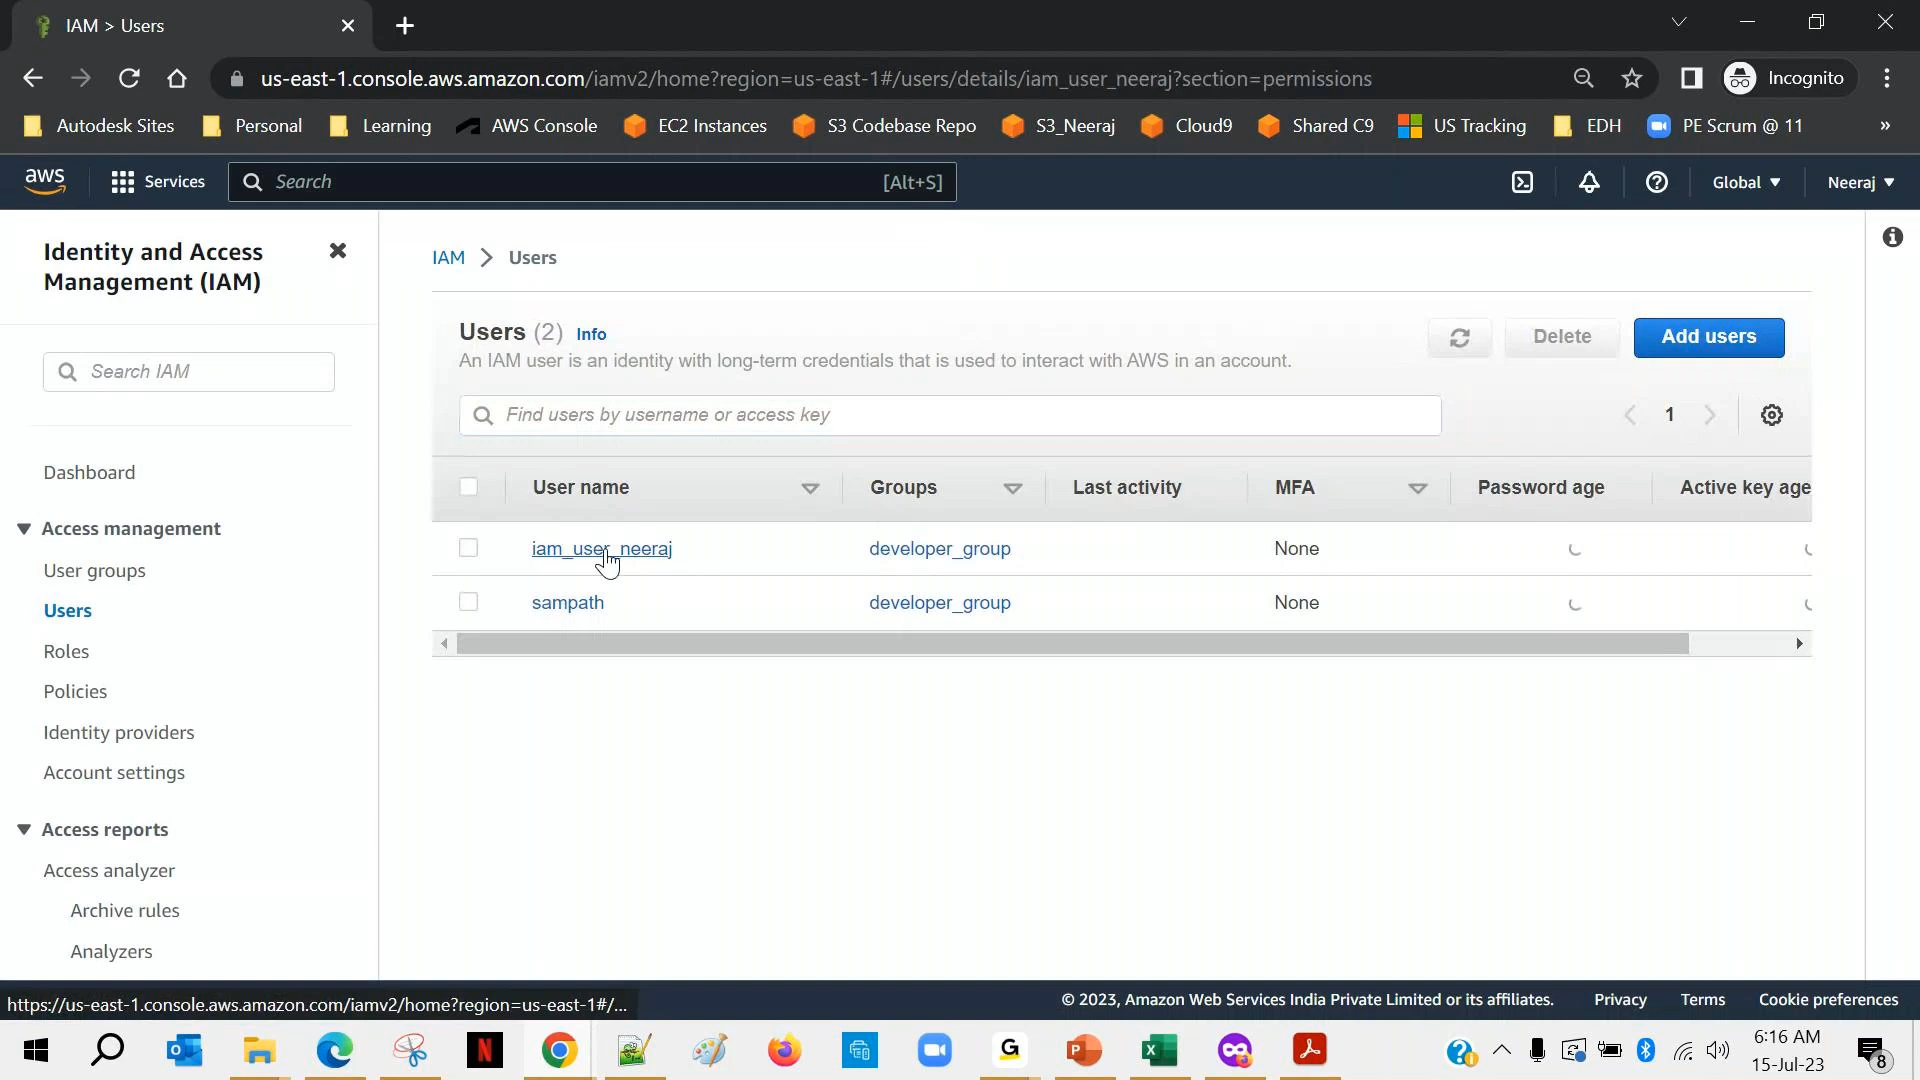 IAM > Users
us-east-1.console.aws.amazon.com/iamv2/home?region=us-east-1#/users/details/iam_user_neeraj?section=permissions
Incognito
Autodesk Sites
Personal
Learning
AWS Console
EC2 Instances
S3 Codebase Repo
S3_Neeraj
Cloud9
Shared C9
US Tracking
EDH
PE Scrum @ 11
»
aws
Services
Search
[Alt+S]
Global
Neeraj
Identity and Access
Management (IAM)
Search IAM
Dashboard
Access management
User groups
Users
Roles
Policies
Identity providers
Account settings
Access reports
Access analyzer
Archive rules
Analyzers
IAM > Users
Users (2) Info
An IAM user is an identity with long-term credentials that is used to interact with AWS in an account.
Delete
Add users
Find users by username or access key
1
User name Groups Last activity MFA Password age Active key age
iam_user_neeraj developer_group None
sampath developer_group None
https://us-east-1.console.aws.amazon.com/iamv2/home?region=us-east-1#/...
© 2023, Amazon Web Services India Private Limited or its affiliates. Privacy Terms Cookie preferences
6:16 AM
15-Jul-23
8